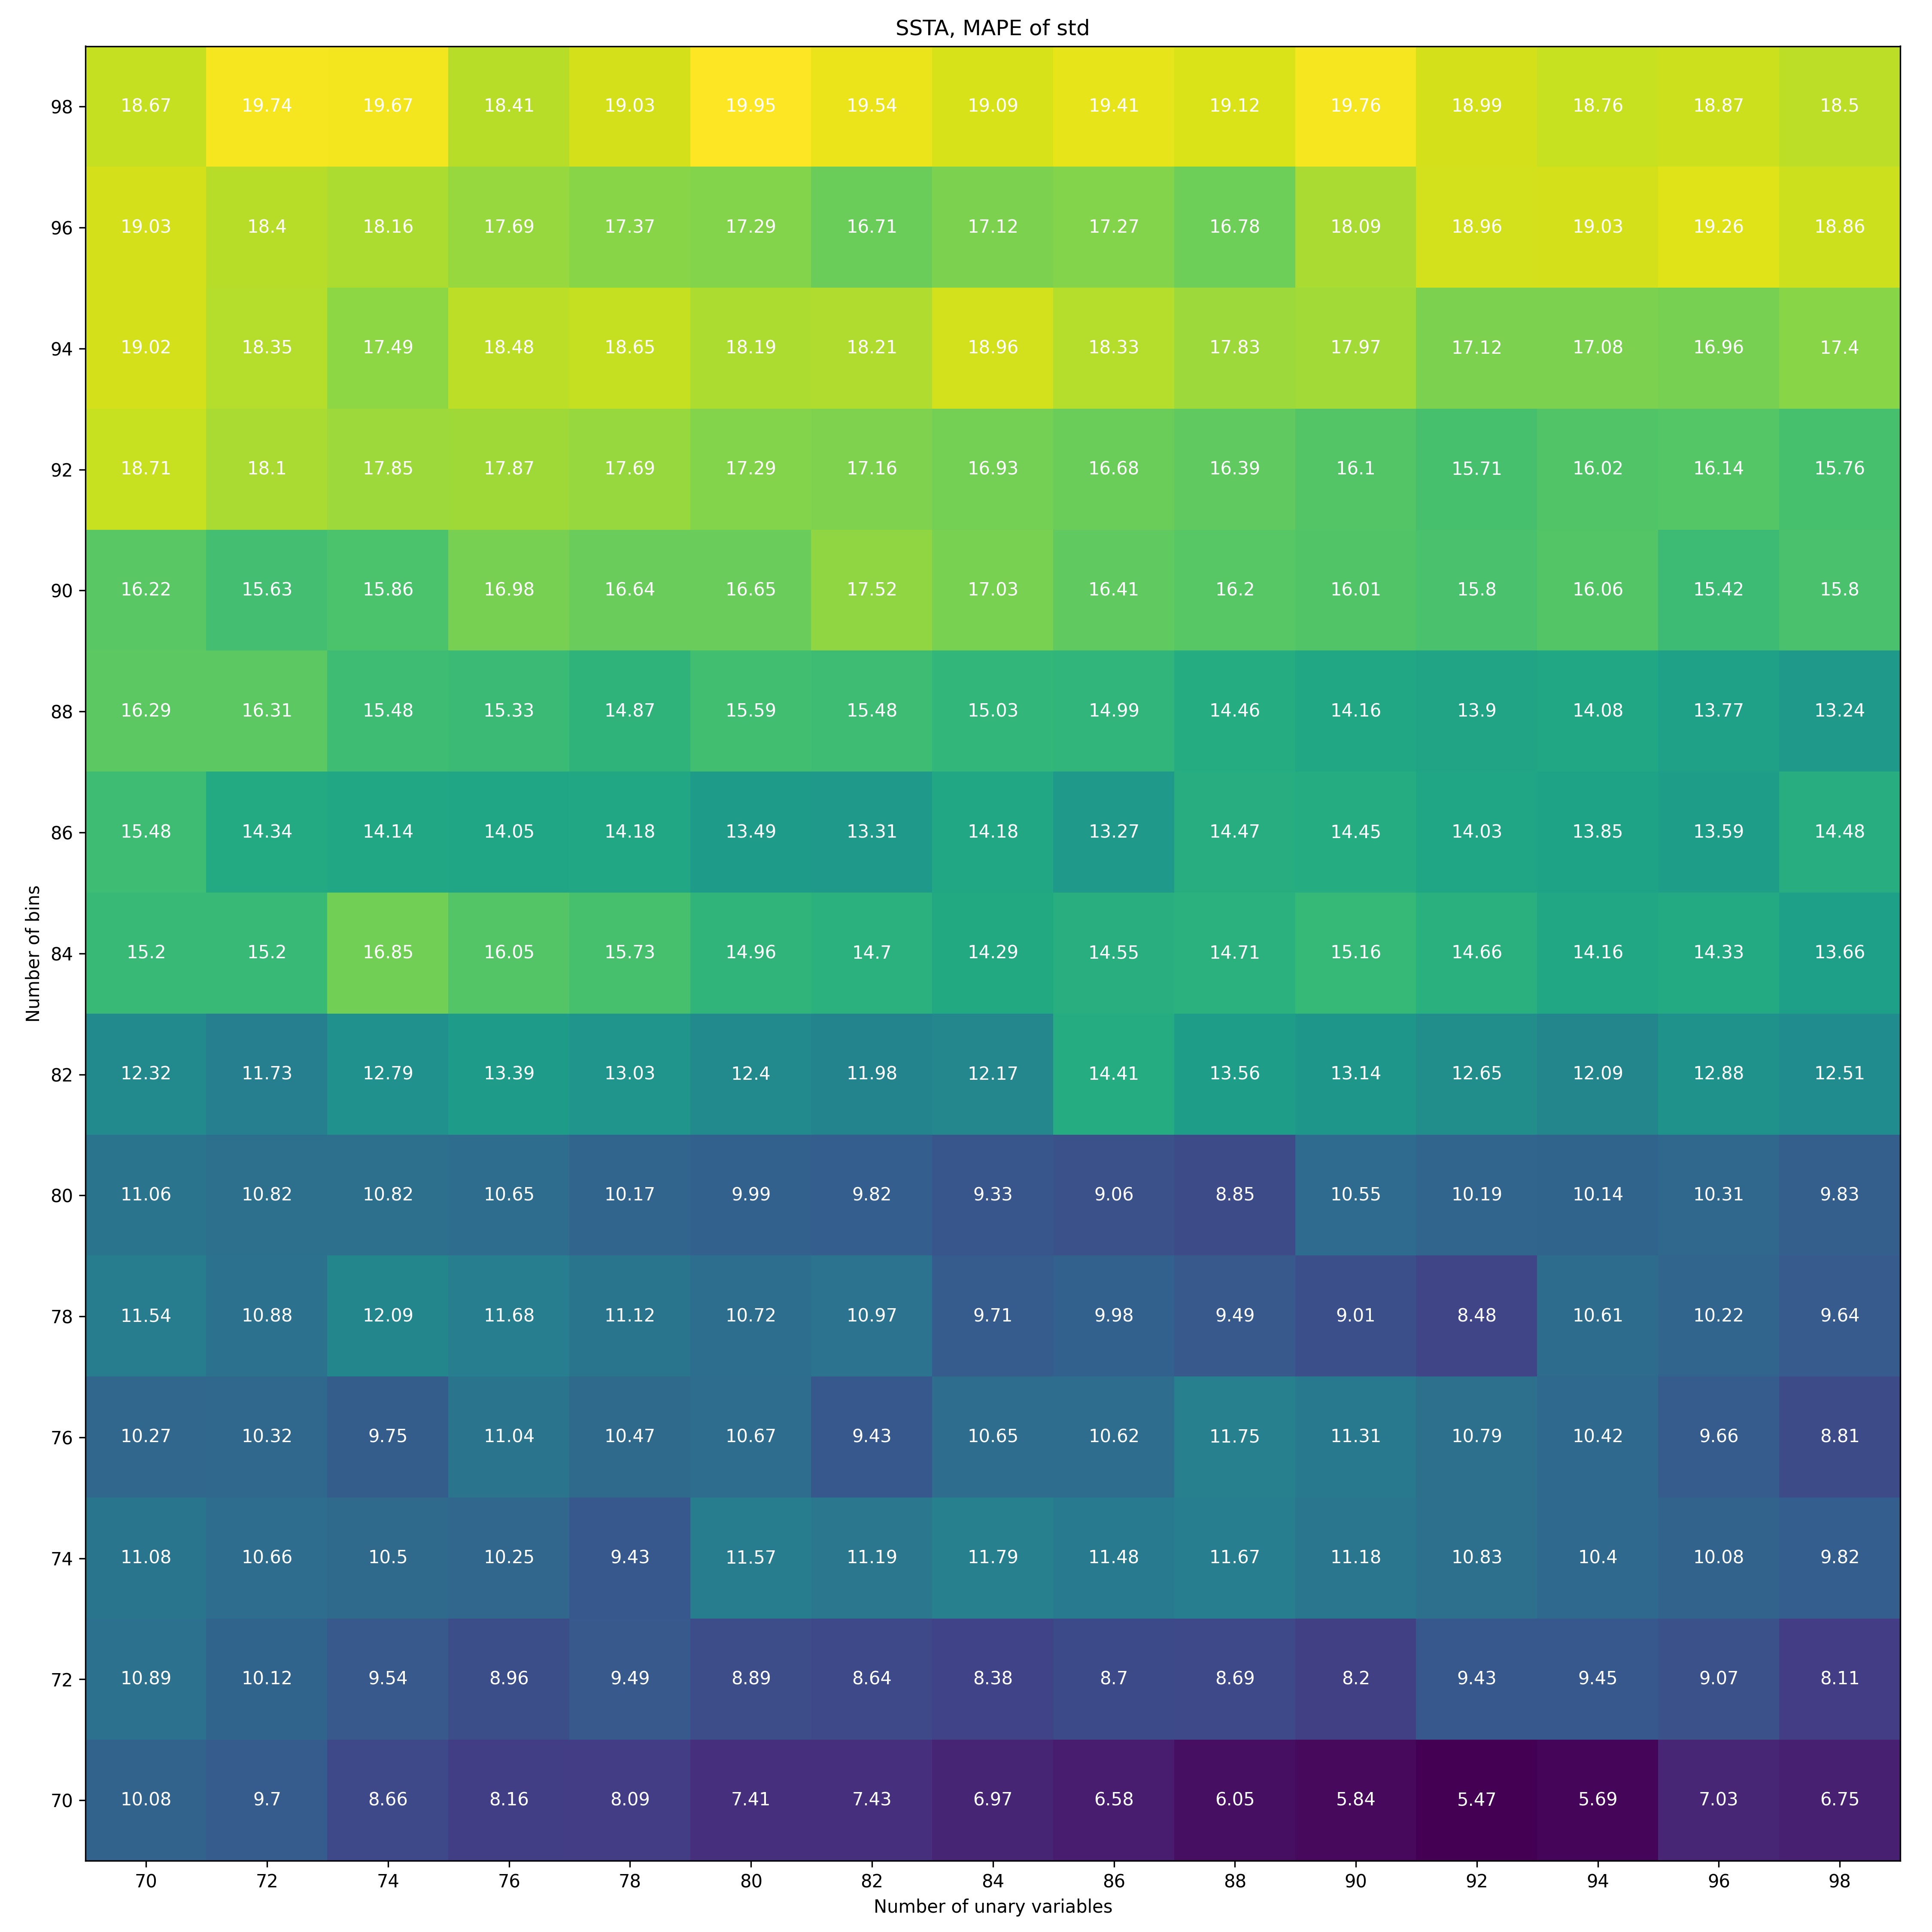 SSTA, MAPE of std
98 18.67 19.74 19.67 18.41 19.03 19.95 19.54 19.09 19.41 19.12 19.76 18.99 18.76 18.87 18.5
96 19.03 18.4 18.16 17.69 17.37 17.29 16.71 17.12 17.27 16.78 18.09 18.96 19.03 19.26 18.86
94 19.02 18.35 17.49 18.48 18.65 18.19 18.21 18.96 18.33 17.83 17.97 17.12 17.08 16.96 17.4
92 18.71 18.1 17.85 17.87 17.69 17.29 17.16 16.93 16.68 16.39 16.1 15.71 16.02 16.14 15.76
90 16.22 15.63 15.86 16.98 16.64 16.65 17.52 17.03 16.41 16.2 16.01 15.8 16.06 15.42 15.8
88 16.29 16.31 15.48 15.33 14.87 15.59 15.48 15.03 14.99 14.46 14.16 13.9 14.08 13.77 13.24
86 15.48 14.34 14.14 14.05 14.18 13.49 13.31 14.18 13.27 14.47 14.45 14.03 13.85 13.59 14.48
Number of bins
84 15.2 15.2 16.85 16.05 15.73 14.96 14.7 14.29 14.55 14.71 15.16 14.66 14.16 14.33 13.66
82 12.32 11.73 12.79 13.39 13.03 12.4 11.98 12.17 14.41 13.56 13.14 12.65 12.09 12.88 12.51
80 11.06 10.82 10.82 10.65 10.17 9.99 9.82 9.33 9.06 8.85 10.55 10.19 10.14 10.31 9.83
78 11.54 10.88 12.09 11.68 11.12 10.72 10.97 9.71 9.98 9.49 9.01 8.48 10.61 10.22 9.64
76 10.27 10.32 9.75 11.04 10.47 10.67 9.43 10.65 10.62 11.75 11.31 10.79 10.42 9.66 8.81
74 11.08 10.66 10.5 10.25 9.43 11.57 11.19 11.79 11.48 11.67 11.18 10.83 10.4 10.08 9.82
72 10.89 10.12 9.54 8.96 9.49 8.89 8.64 8.38 8.7 8.69 8.2 9.43 9.45 9.07 8.11
70 10.08 9.7 8.66 8.16 8.09 7.41 7.43 6.97 6.58 6.05 5.84 5.47 5.69 7.03 6.75
70 72 74 76 78 80 82 84 86 88 90 92 94 96 98
Number of unary variables